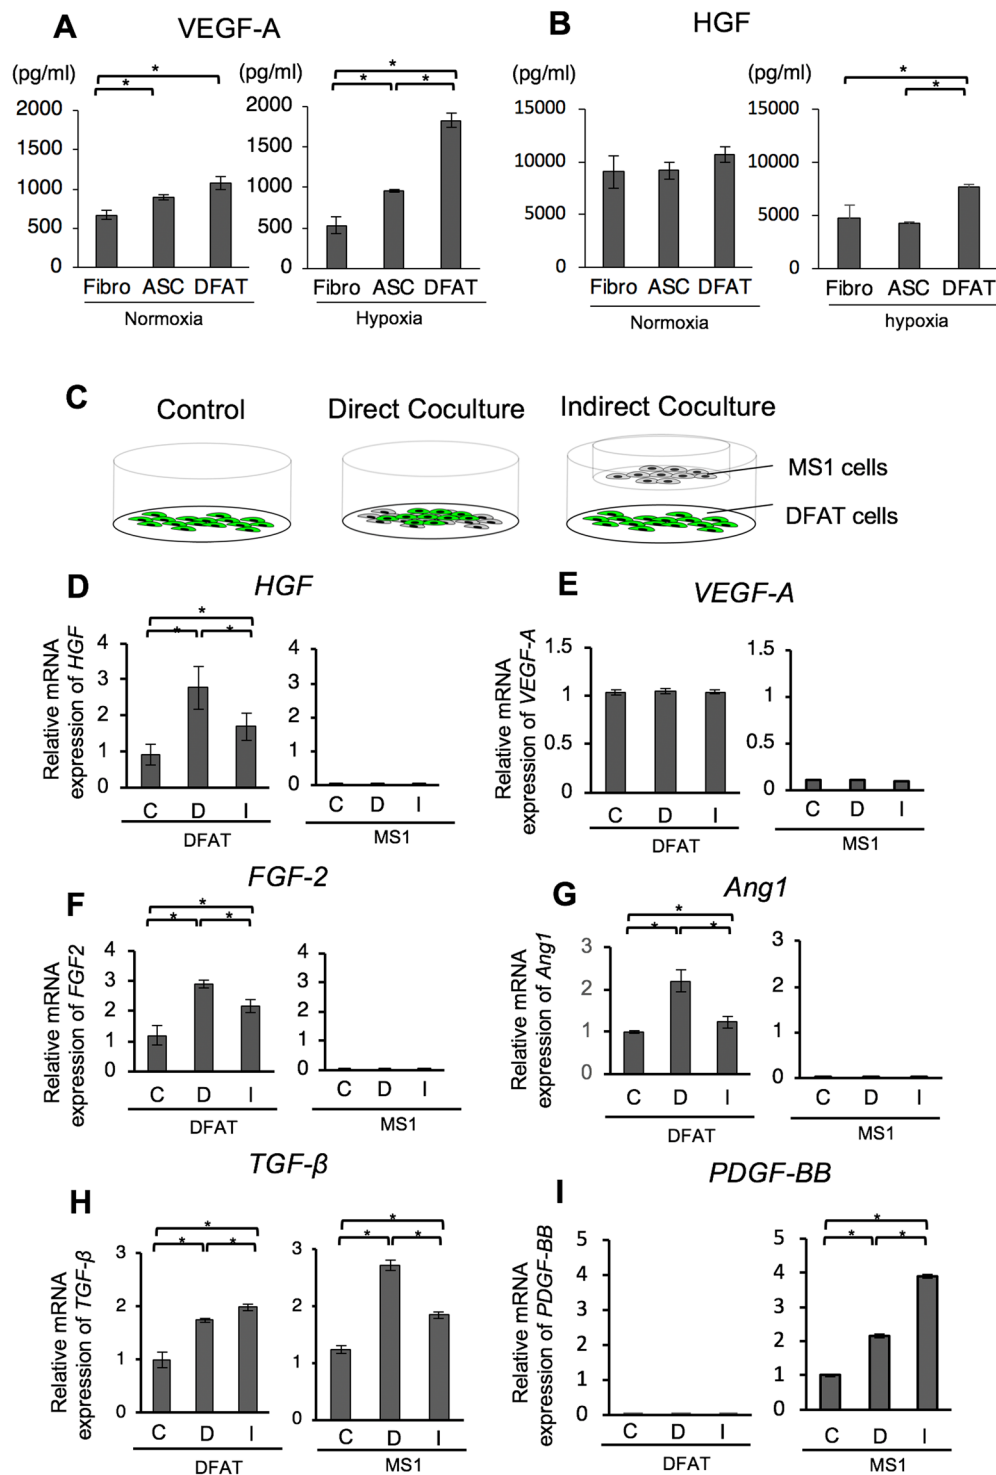 A VEGF-A
B HGF
(pg/ml) (pg/ml) (pg/ml) (pg/ml)
* * * * *
* *
2000
1500
1000
500
0
2000
1500
1000
500
0
15000
10000
5000
0
15000
10000
5000
0
Fibro ASC DFAT
Normoxia
Fibro ASC DFAT
Hypoxia
Fibro ASC DFAT
Normoxia
Fibro ASC DFAT
hypoxia
C
Control Direct Coculture Indirect Coculture
MS1 cells
DFAT cells
D HGF
* * *
Relative mRNA
expression of HGF
4
3
2
1
0
C D I
DFAT
4
3
2
1
0
C D I
MS1
E VEGF-A
Relative mRNA
expression of VEGF-A
1.5
1
0.5
0
C D I
DFAT
1.5
1
0.5
0
C D I
MS1
F FGF-2
* * *
Relative mRNA
expression of FGF2
4
3
2
1
0
C D I
DFAT
4
3
2
1
0
C D I
MS1
G Ang1
* * *
Relative mRNA
expression of Ang1
3
2
1
0
C D I
DFAT
3
2
1
0
C D I
MS1
H TGF-β
* * *
Relative mRNA
expression of TGF-β
3
2
1
0
C D I
DFAT
* * *
3
2
1
0
C D I
MS1
I PDGF-BB
Relative mRNA
expression of PDGF-BB
5
4
3
2
1
0
C D I
DFAT
* * *
5
4
3
2
1
0
C D I
MS1